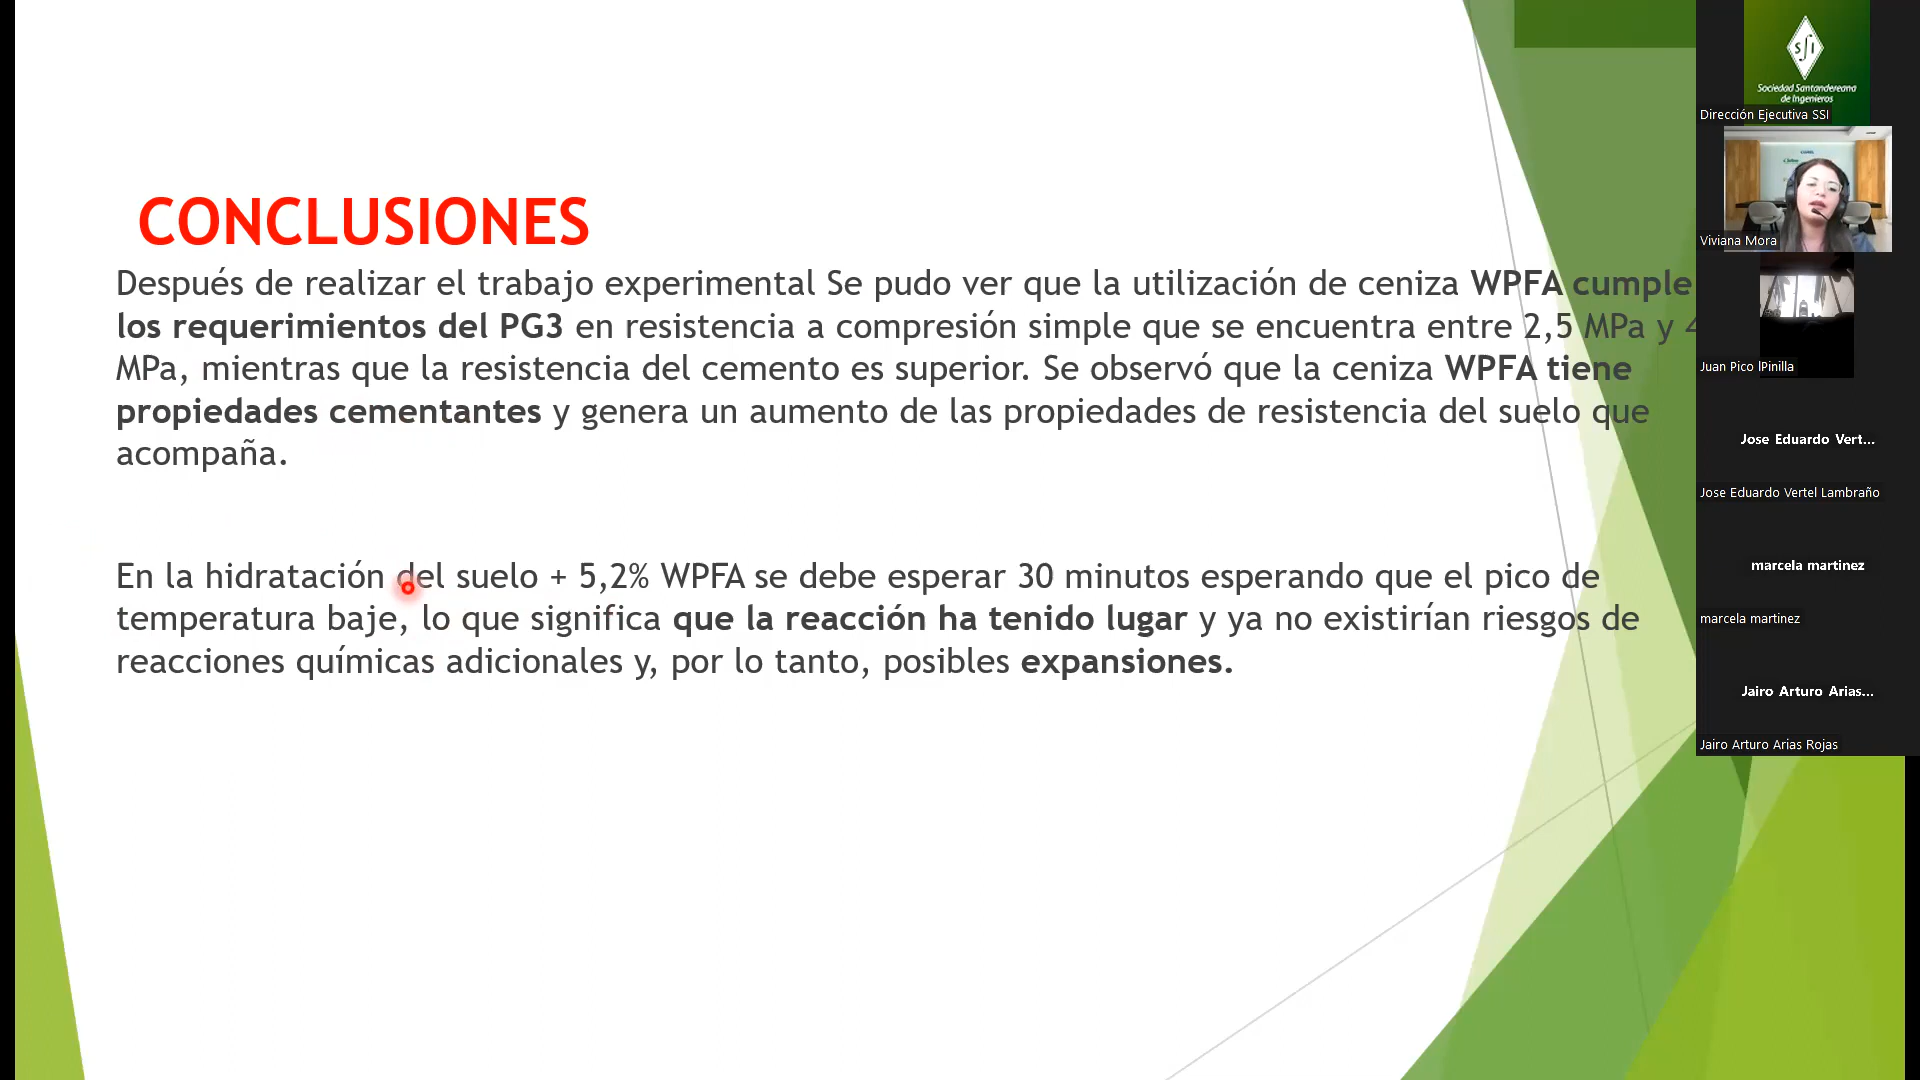 CONCLUSIONES
Después de realizar el trabajo experimental Se pudo ver que la utilización de ceniza WPFA cumple
los requerimientos del PG3 en resistencia a compresión simple que se encuentra entre 2,5 MPa y 4
MPa, mientras que la resistencia del cemento es superior. Se observó que la ceniza WPFA tiene
propiedades cementantes y genera un aumento de las propiedades de resistencia del suelo que
acompaña.
En la hidratación del suelo + 5,2% WPFA se debe esperar 30 minutos esperando que el pico de
temperatura baje, lo que significa que la reacción ha tenido lugar y ya no existirían riesgos de
reacciones químicas adicionales y, por lo tanto, posibles expansiones.
SSI
Sociedad Santandereana
de Ingenieros
Dirección Ejecutiva SSI
Viviana Mora
Juan Pico lPinilla
Jose Eduardo Vert...
Jose Eduardo Vertel Lambraño
marcela martinez
marcela martinez
Jairo Arturo Arias...
Jairo Arturo Arias Rojas